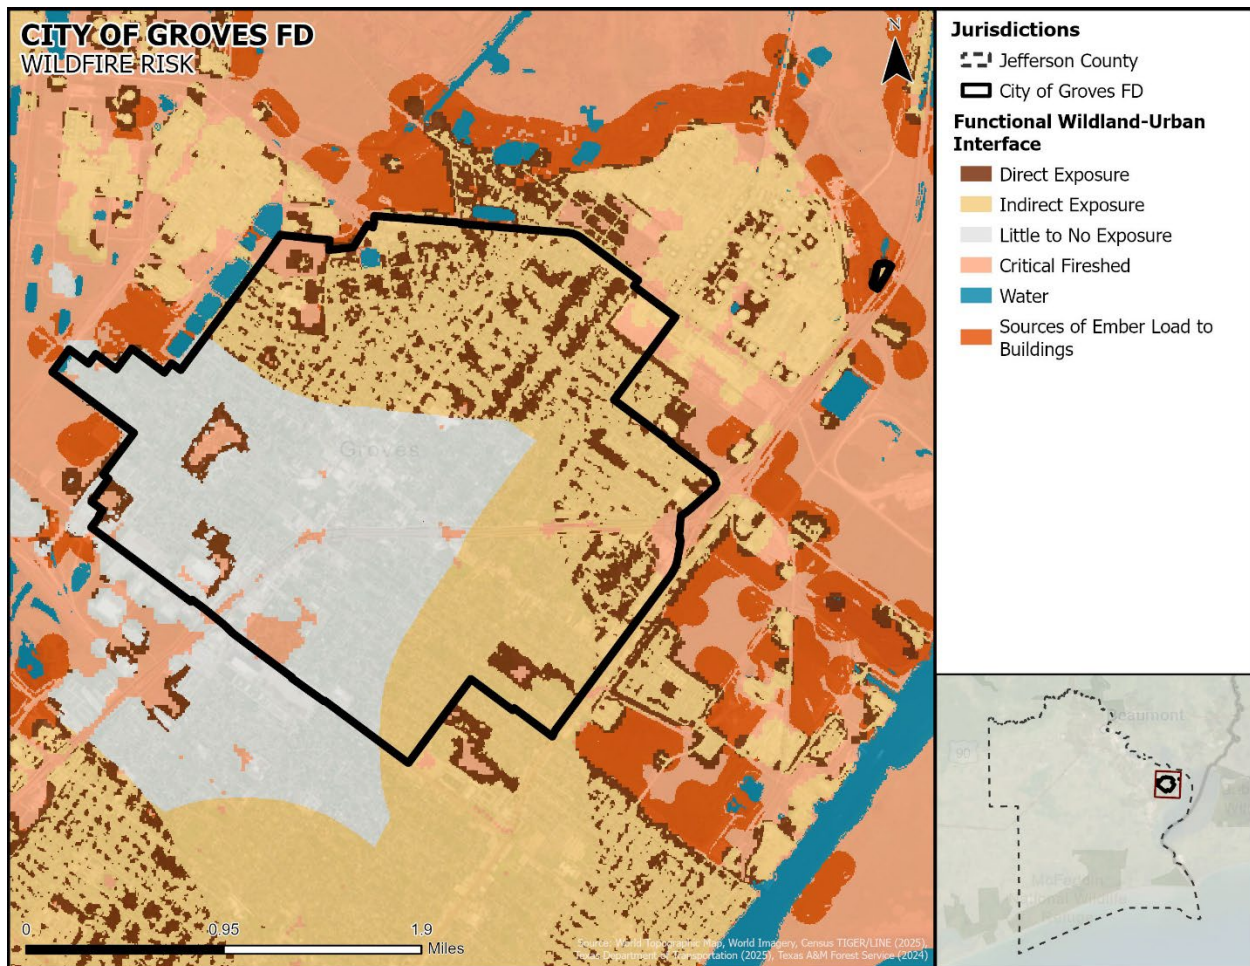 CITY OF GROVES FD
WILDFIRE RISK
N
Groves
0
0.95
1.9
Miles
Source: World Topographic Map, World Imagery, Census TIGER/LINE (2025),
Texas Department of Transportation (2025), Texas A&M Forest Service (2024)
Jurisdictions
Jefferson County
City of Groves FD
Functional Wildland-Urban
Interface
Direct Exposure
Indirect Exposure
Little to No Exposure
Critical Fireshed
Water
Sources of Ember Load to
Buildings
Beaumont
90
McFaddin
National Wildlife